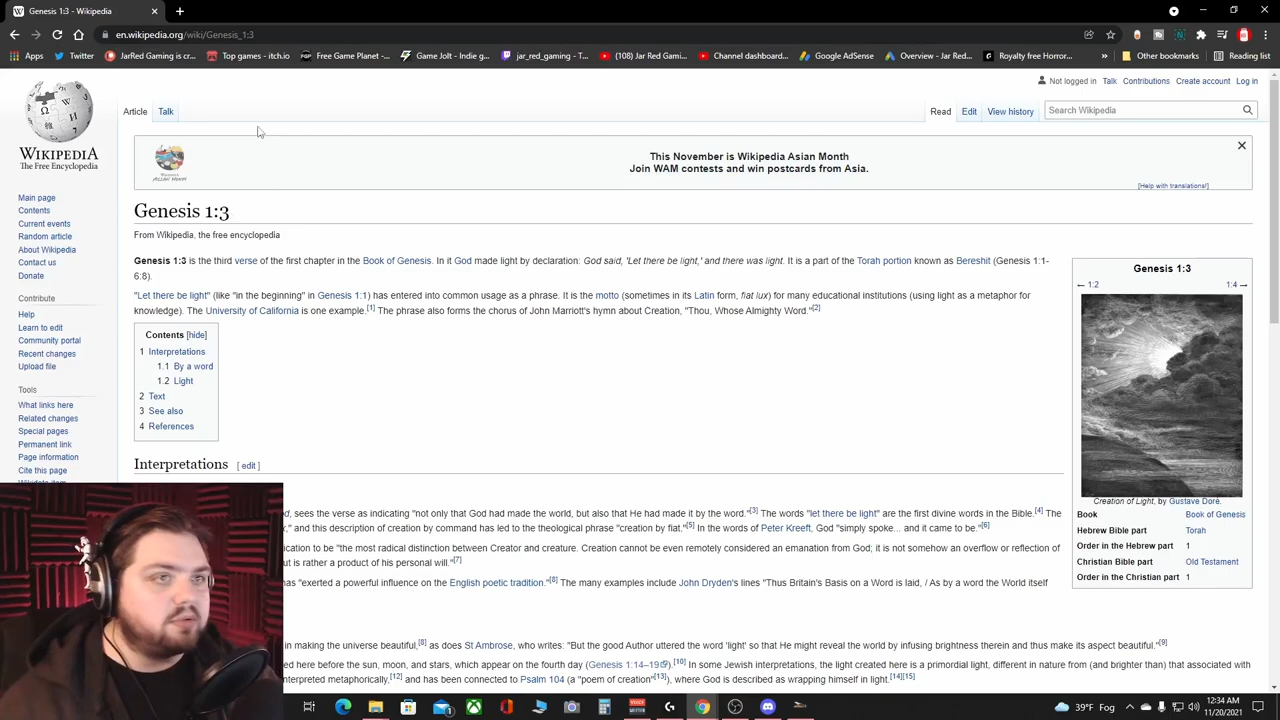 Genesis 1:3 - Wikipedia
en.wikipedia.org/wiki/Genesis_1:3
Apps
Twitter
JarRed Gaming is cr...
Top games - itch.io
Free Game Planet -...
Game Jolt - Indie g...
jar_red_gaming - T...
(108) JarRed Gamin...
Channel dashboard...
Google AdSense
Overview – JarRed...
Royalty free Horror...
Other bookmarks
Reading list
Not logged in Talk Contributions Create account Log in
Article Talk
Read Edit View history
Search Wikipedia
WIKIPEDIA
The Free Encyclopedia
Main page
Contents
Current events
Random article
About Wikipedia
Contact us
Donate
Contribute
Help
Learn to edit
Community portal
Recent changes
Upload file
Tools
What links here
Related changes
Special pages
Permanent link
Page information
Cite this page
Wikidata item
This November is Wikipedia Asian Month
Join WAM contests and win postcards from Asia.
[Help with translations!]
Genesis 1:3
From Wikipedia, the free encyclopedia
Genesis 1:3 is the third verse of the first chapter in the Book of Genesis. In it God made light by declaration: God said, 'Let there be light,' and there was light. It is a part of the Torah portion known as Bereshit (Genesis 1:1-
6:8).
"Let there be light" (like "in the beginning" in Genesis 1:1) has entered into common usage as a phrase. It is the motto (sometimes in its Latin form, fiat lux) for many educational institutions (using light as a metaphor for
knowledge). The University of California is one example.[1] The phrase also forms the chorus of John Marriott's hymn about Creation, "Thou, Whose Almighty Word."[2]
Contents [hide]
1 Interpretations
1.1 By a word
1.2 Light
2 Text
3 See also
4 References
Interpretations [ edit ]
sees the verse as indicating "not only that God had made the world, but also that He had made it by the word."[3] The words "let there be light" are the first divine words in the Bible.[4] The
and this description of creation by command has led to the theological phrase "creation by fiat."[5] In the words of Peter Kreeft, God "simply spoke... and it came to be."[6]
to be "the most radical distinction between Creator and creature. Creation cannot be even remotely considered an emanation from God; it is not somehow an overflow or reflection of
is rather a product of his personal will."[7]
has "exerted a powerful influence on the English poetic tradition."[8] The many examples include John Dryden's lines "Thus Britain's Basis on a Word is laid, / As by a word the World itself
in making the universe beautiful,[8] as does St Ambrose, who writes: "But the good Author uttered the word 'light' so that He might reveal the world by infusing brightness therein and thus make its aspect beautiful."[9]
here before the sun, moon, and stars, which appear on the fourth day (Genesis 1:14–19).[10] In some Jewish interpretations, the light created here is a primordial light, different in nature from (and brighter than) that associated with
metaphorically,[12] and has been connected to Psalm 104 (a "poem of creation"[13]), where God is described as wrapping himself in light.[14][15]
Genesis 1:3
← 1:2 1:4 →
Creation of Light, by Gustave Doré.
Book Book of Genesis
Hebrew Bible part Torah
Order in the Hebrew part 1
Christian Bible part Old Testament
Order in the Christian part 1
39°F Fog
12:34 AM
11/20/2021